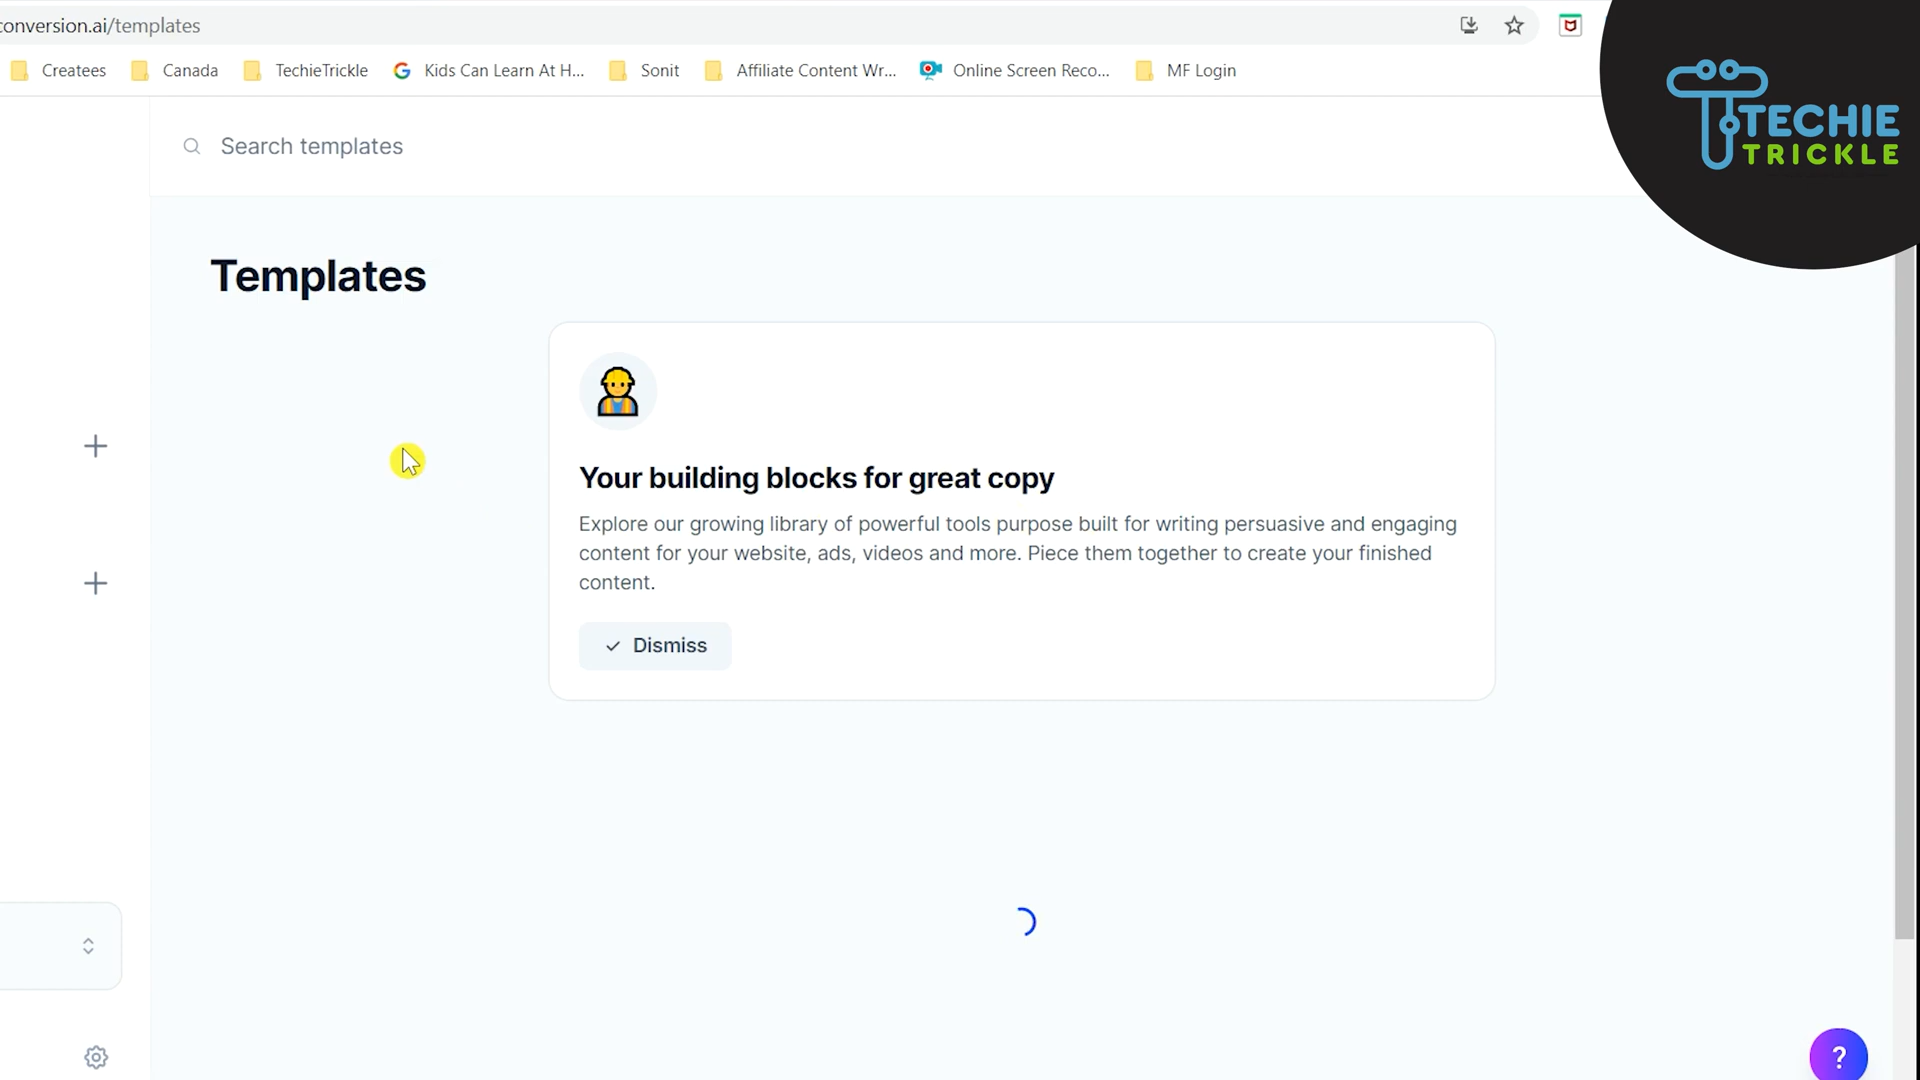 conversion.ai/templates
Createes
Canada
TechieTrickle
Kids Can Learn At H...
Sonit
Affiliate Content Wr...
Online Screen Reco...
MF Login
TECHIE
TRICKLE
Search templates
Templates
Your building blocks for great copy
Explore our growing library of powerful tools purpose built for writing persuasive and engaging
content for your website, ads, videos and more. Piece them together to create your finished
content.
Dismiss
?